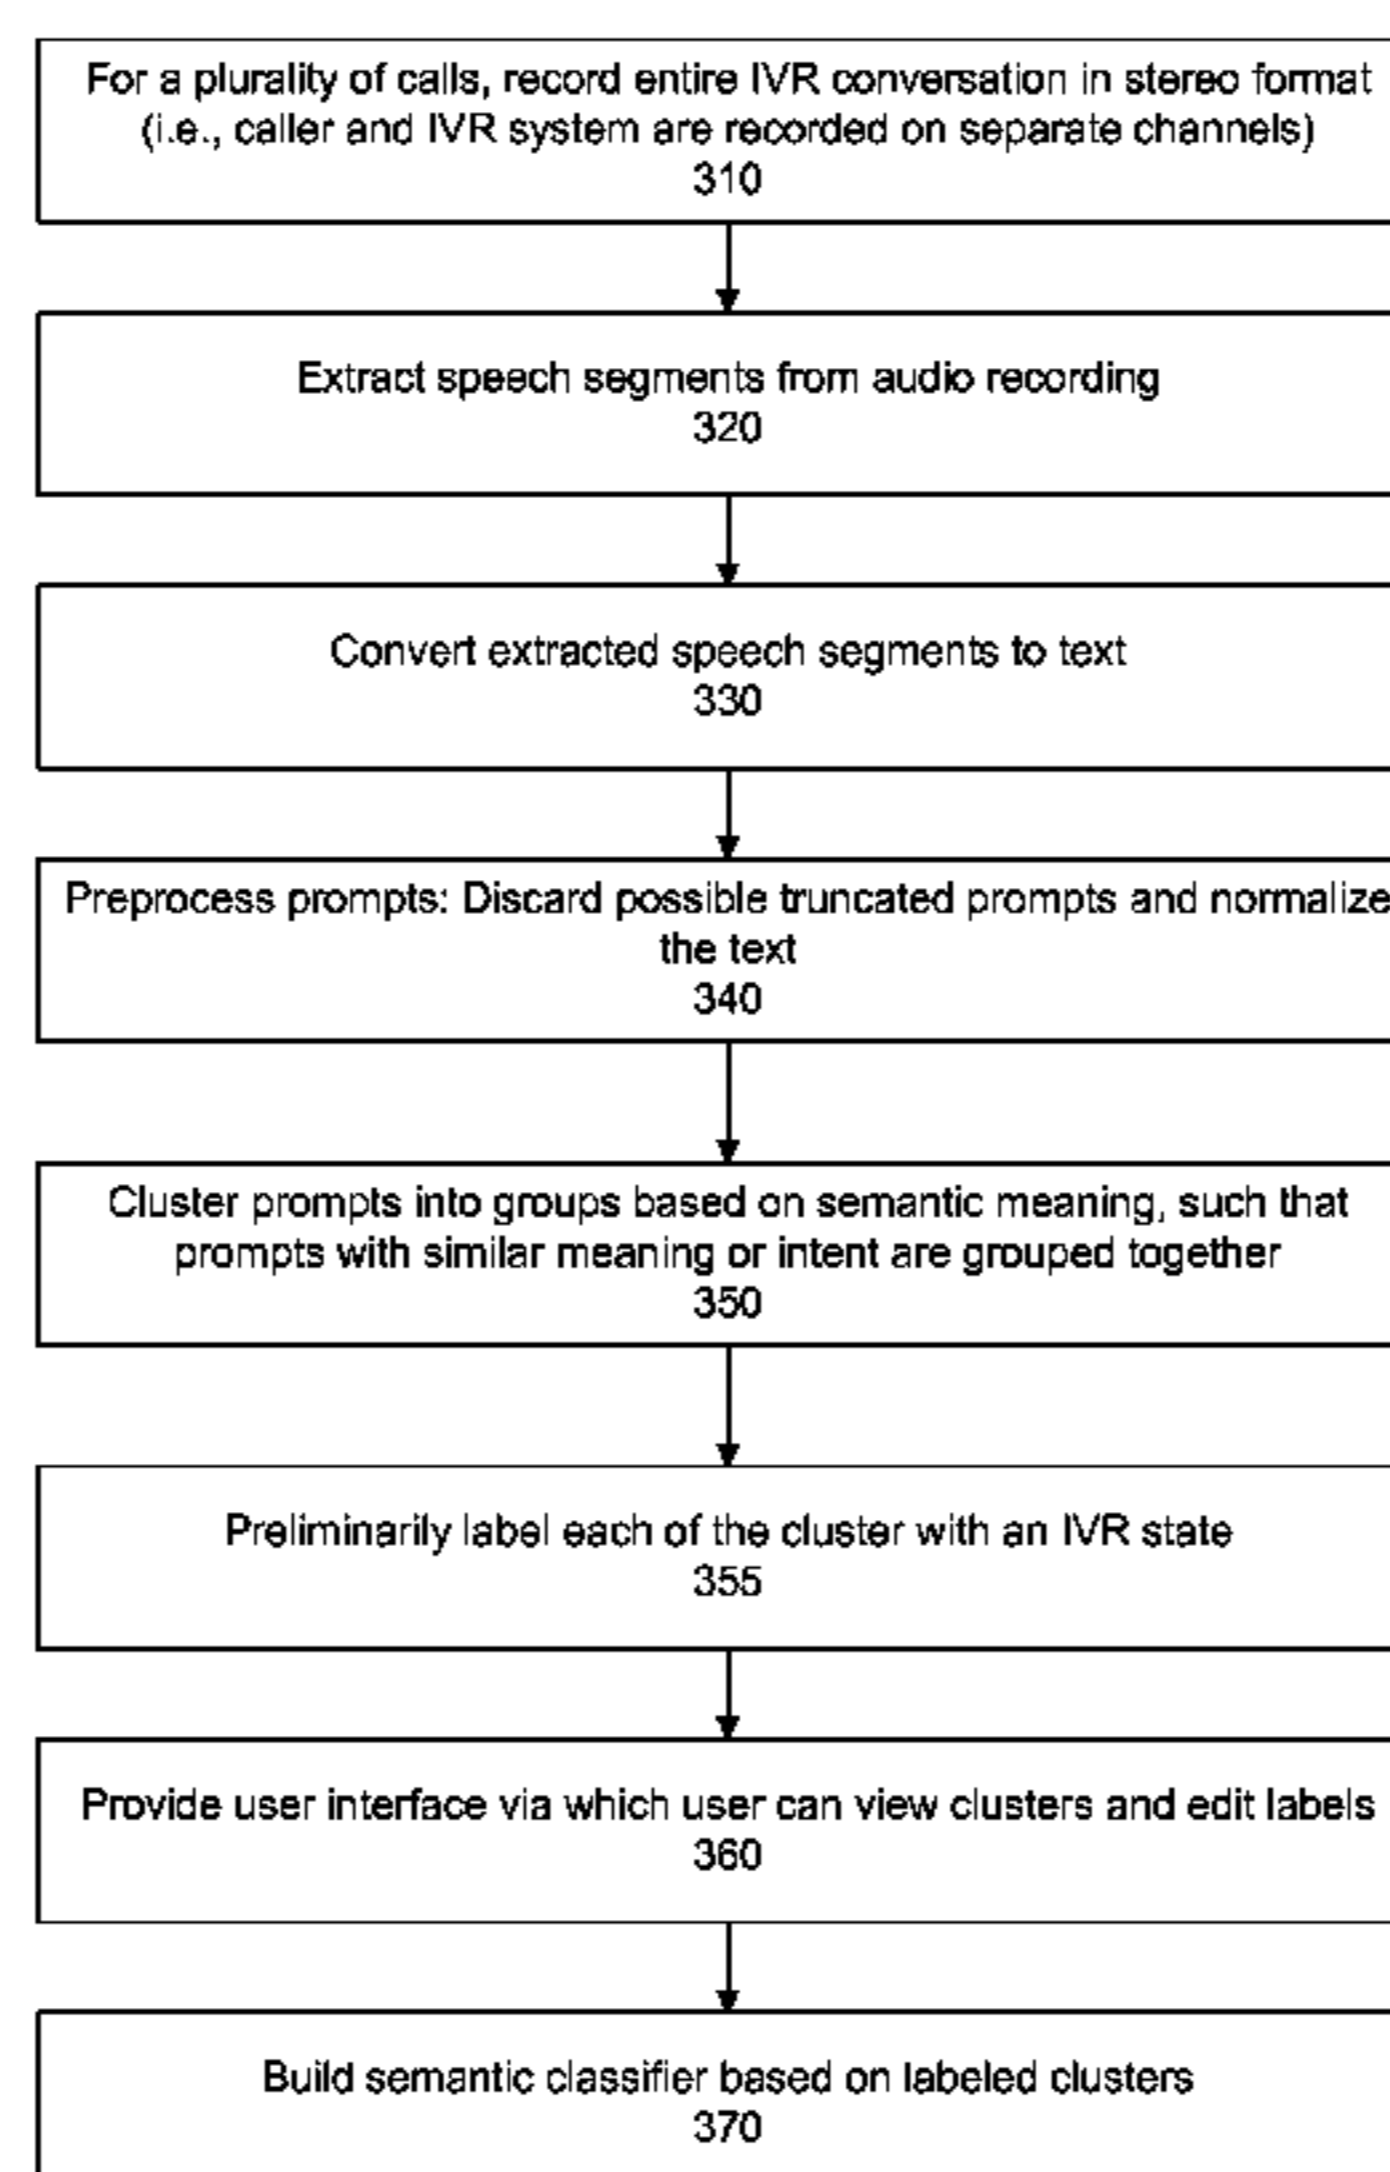 For a plurality of calls, record entire IVR conversation in stereo format
(i.e., caller and IVR system are recorded on separate channels)
310
Extract speech segments from audio recording
320
Convert extracted speech segments to text
330
Preprocess prompts: Discard possible truncated prompts and normalize
the text
340
Cluster prompts into groups based on semantic meaning, such that
prompts with similar meaning or intent are grouped together
350
Preliminarily label each of the cluster with an IVR state
355
Provide user interface via which user can view clusters and edit labels
360
Build semantic classifier based on labeled clusters
370